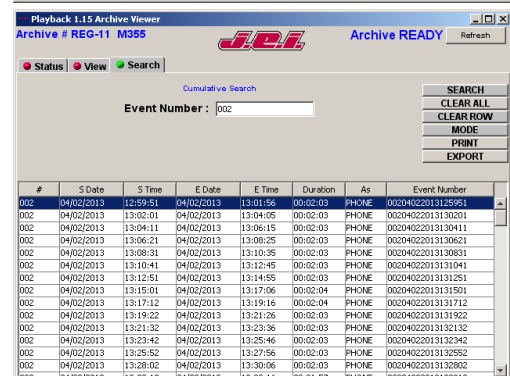 Playback 1.15 Archive Viewer
Archive # REG-11 M355
J.E.I.
Archive READY
Refresh
Status View Search
Cumulative Search
Event Number : 002
SEARCH
CLEAR ALL
CLEAR ROW
MODE
PRINT
EXPORT
# S Date S Time E Date E Time Duration As Event Number
002 04/02/2013 12:59:51 04/02/2013 13:01:56 00:02:03 PHONE 00204022013125951
002 04/02/2013 13:02:01 04/02/2013 13:04:05 00:02:03 PHONE 00204022013130201
002 04/02/2013 13:04:11 04/02/2013 13:06:15 00:02:03 PHONE 00204022013130411
002 04/02/2013 13:06:21 04/02/2013 13:08:25 00:02:03 PHONE 00204022013130621
002 04/02/2013 13:08:31 04/02/2013 13:10:35 00:02:03 PHONE 00204022013130831
002 04/02/2013 13:10:41 04/02/2013 13:12:45 00:02:03 PHONE 00204022013131041
002 04/02/2013 13:12:51 04/02/2013 13:14:55 00:02:03 PHONE 00204022013131251
002 04/02/2013 13:15:01 04/02/2013 13:17:06 00:02:04 PHONE 00204022013131501
002 04/02/2013 13:17:12 04/02/2013 13:19:16 00:02:04 PHONE 00204022013131712
002 04/02/2013 13:19:22 04/02/2013 13:21:26 00:02:03 PHONE 00204022013131922
002 04/02/2013 13:21:32 04/02/2013 13:23:36 00:02:03 PHONE 00204022013132132
002 04/02/2013 13:23:42 04/02/2013 13:25:46 00:02:03 PHONE 00204022013132342
002 04/02/2013 13:25:52 04/02/2013 13:27:56 00:02:03 PHONE 00204022013132552
002 04/02/2013 13:28:02 04/02/2013 13:30:06 00:02:03 PHONE 00204022013132802